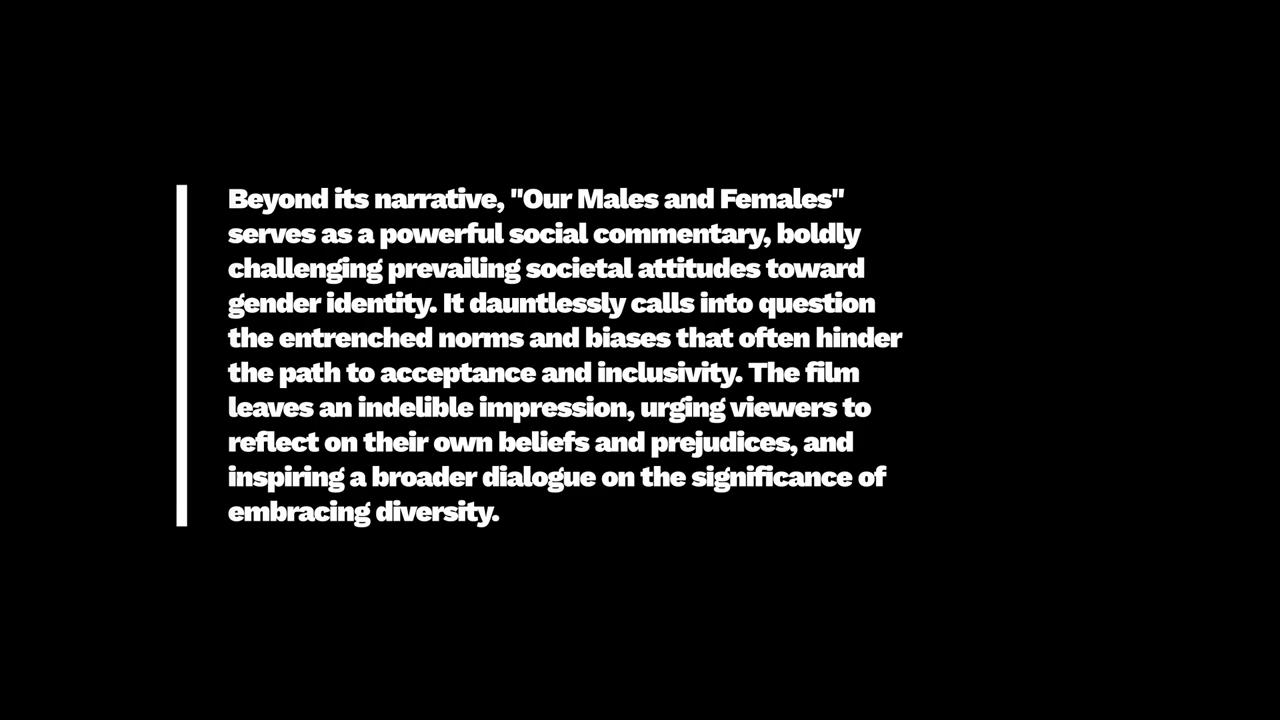 Beyond its narrative, "Our Males and Females"
serves as a powerful social commentary, boldly
challenging prevailing societal attitudes toward
gender identity. It dauntlessly calls into question
the entrenched norms and biases that often hinder
the path to acceptance and inclusivity. The film
leaves an indelible impression, urging viewers to
reflect on their own beliefs and prejudices, and
inspiring a broader dialogue on the significance of
embracing diversity.